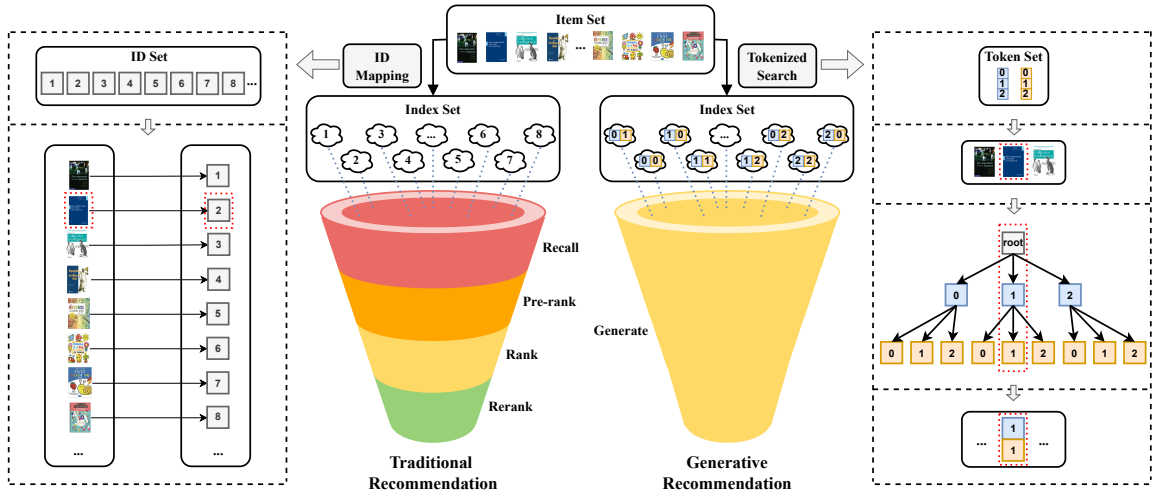 Item Set
...
ID Mapping
Tokenized Search
ID Set
1 2 3 4 5 6 7 8 ...
1
2
3
4
5
6
7
8
... ...
Index Set
1 3 ... 6 8
2 4 5 7
Recall
Pre-rank
Rank
Rerank
Traditional
Recommendation
Index Set
0 1 1 0 ... 0 2 2 0
0 0 1 1 1 2 2 2
Generate
Generative
Recommendation
Token Set
0 0
1 1
2 2
root
0 1 2
0 1 2 0 1 2 0 1 2
... 1 ...
1